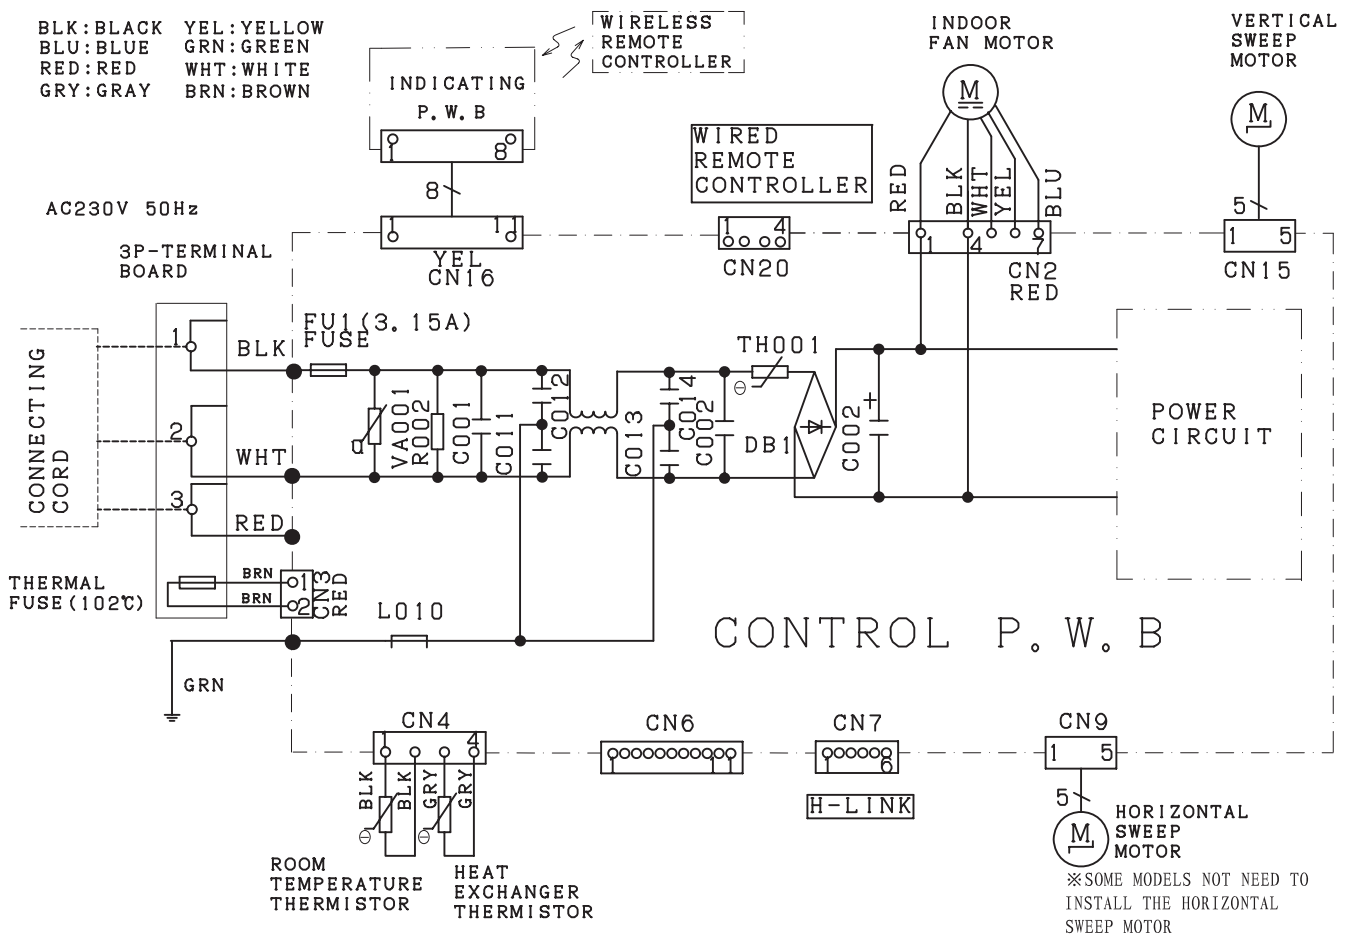 BLK:BLACK YEL:YELLOW
BLU:BLUE GRN:GREEN
RED:RED WHT:WHITE
GRY:GRAY BRN:BROWN
WIRELESS
REMOTE
CONTROLLER
INDICATING
P.W.B
1 8
8
1 11
YEL
CN16
WIRED
REMOTE
CONTROLLER
1 4
CN20
INDOOR
FAN MOTOR
M
RED
BLK
WHT
YEL
BLU
1 4 7
CN2
RED
VERTICAL
SWEEP
MOTOR
M
5
1 5
CN15
AC230V 50Hz
3P-TERMINAL
BOARD
CONNECTING
CORD
1
2
3
BLK
WHT
RED
FU1(3.15A)
FUSE
VA001
R002
C001
C011
C012
C013
C014
C002
TH001
DB1
C002
+
POWER
CIRCUIT
THERMAL
FUSE(102℃)
BRN
BRN
1
2
CN3
RED
L010
GRN
CONTROL P.W.B
CN4
1 4
BLK
BLK
GRY
GRY
ROOM
TEMPERATURE
THERMISTOR
HEAT
EXCHANGER
THERMISTOR
CN6
1 11
CN7
1 6
H-LINK
CN9
1 5
5
M
HORIZONTAL
SWEEP
MOTOR
※SOME MODELS NOT NEED TO
INSTALL THE HORIZONTAL
SWEEP MOTOR